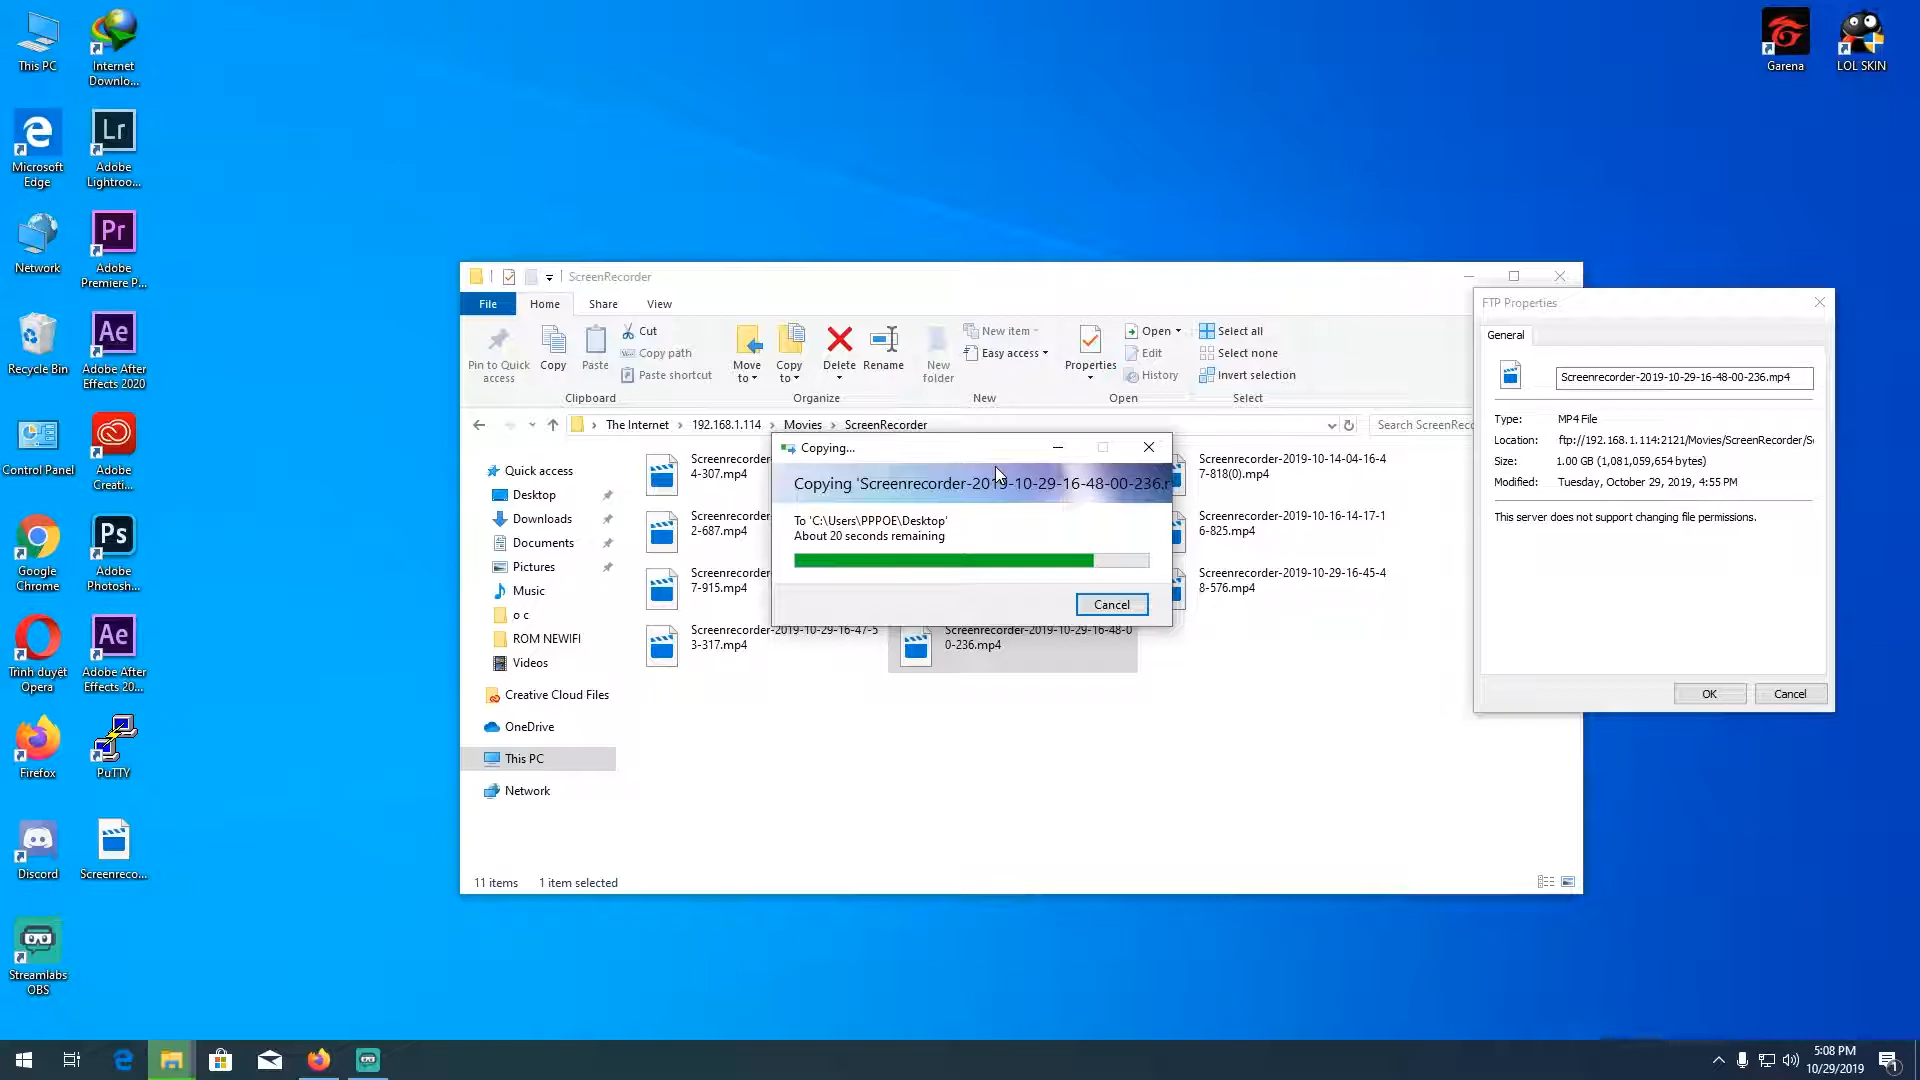 This PC
Internet
Downlo...
Microsoft
Edge
Lr
Adobe
Lightroo...
Network
Pr
Adobe
Premiere P...
Recycle Bin
Ae
Adobe After
Effects 2020
Control Panel
Adobe
Creati...
Google
Chrome
Ps
Adobe
Photosh...
Trình duyệt
Opera
Ae
Adobe After
Effects 20...
Firefox
PuTTY
Discord
Screenreco...
Streamlabs
OBS
Garena
LOL SKIN
ScreenRecorder
File
Home
Share
View
Pin to Quick
access
Copy
Paste
Cut
Copy path
Paste shortcut
Clipboard
Move
to
Copy
to
Delete
Rename
Organize
New
folder
New item
Easy access
New
Properties
Open
Edit
History
Open
Select all
Select none
Invert selection
Select
The Internet > 192.168.1.114 > Movies > ScreenRecorder
Search ScreenRec
Quick access
Desktop
Downloads
Documents
Pictures
Music
o c
ROM NEWIFI
Videos
Creative Cloud Files
OneDrive
This PC
Network
Screenrecorder
4-307.mp4
Screenrecorder
2-687.mp4
Screenrecorder
7-915.mp4
Screenrecorder-2019-10-29-16-47-5
3-317.mp4
Screenrecorder-2019-10-29-16-48-0
0-236.mp4
Screenrecorder-2019-10-14-04-16-4
7-818(0).mp4
Screenrecorder-2019-10-16-14-17-1
6-825.mp4
Screenrecorder-2019-10-29-16-45-4
8-576.mp4
11 items
1 item selected
Copying...
Copying 'Screenrecorder-2019-10-29-16-48-00-236.r
To 'C:\Users\PPPOE\Desktop'
About 20 seconds remaining
Cancel
FTP Properties
General
Screenrecorder-2019-10-29-16-48-00-236.mp4
Type: MP4 File
Location: ftp://192.168.1.114:2121/Movies/ScreenRecorder/S
Size: 1.00 GB (1,081,059,654 bytes)
Modified: Tuesday, October 29, 2019, 4:55 PM
This server does not support changing file permissions.
OK
Cancel
5:08 PM
10/29/2019
1